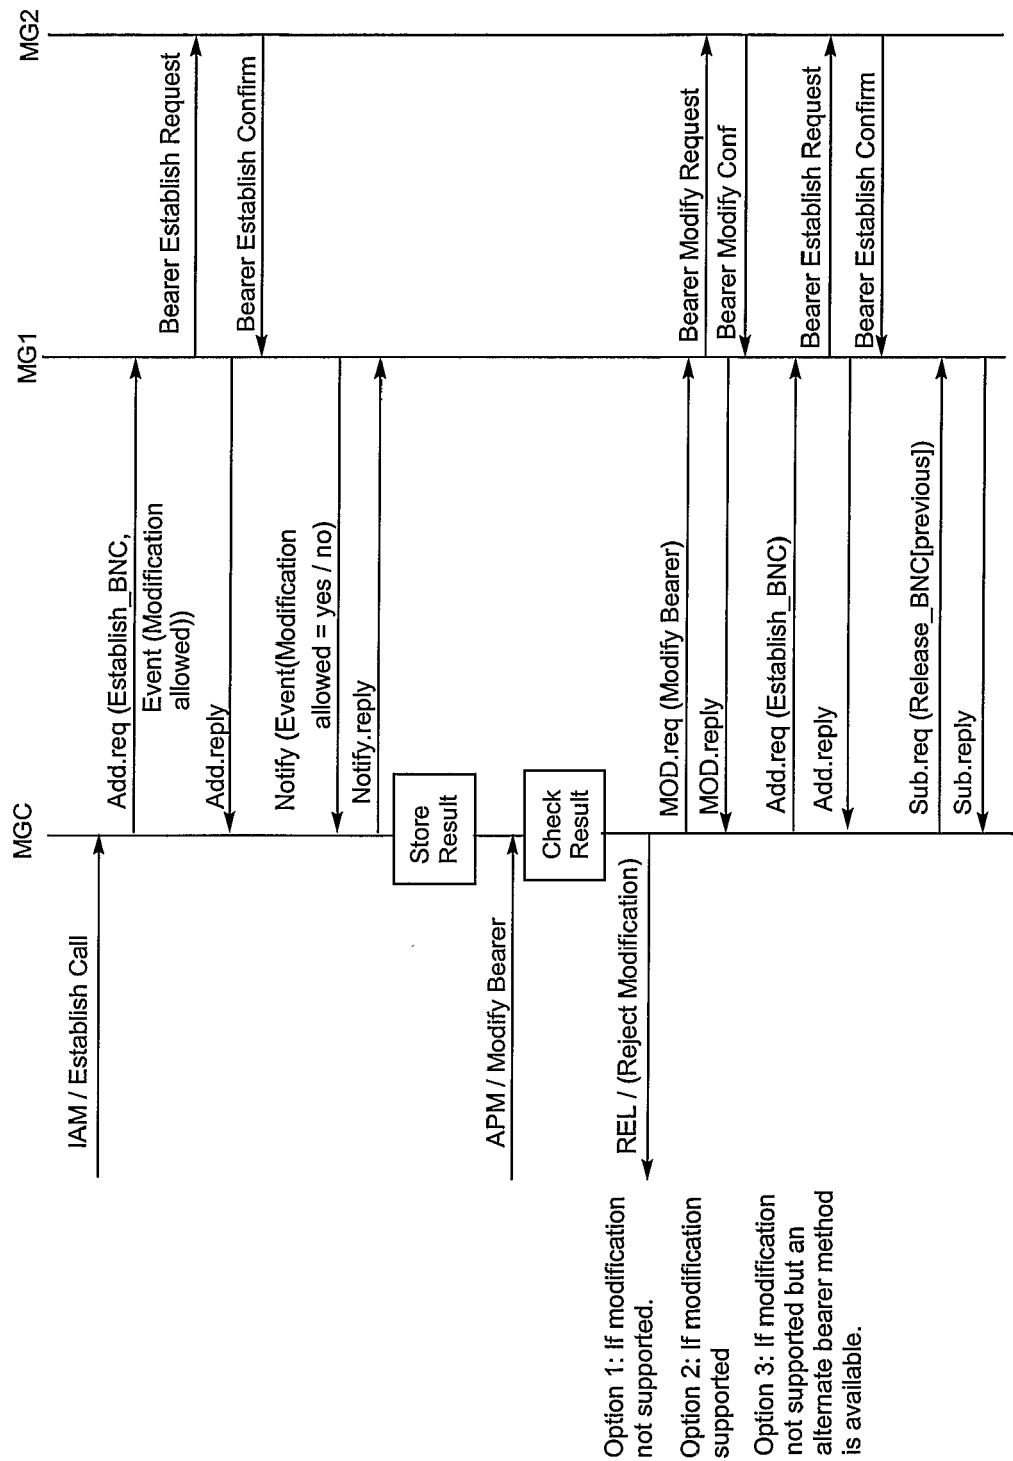 MGC
MG1
MG2
IAM / Establish Call
Add.req (Establish_BNC,
Event (Modification
allowed))
Bearer Establish Request
Add.reply
Bearer Establish Confirm
Notify (Event(Modification
allowed = yes / no)
Notify.reply
Store
Result
APM / Modify Bearer
Check
Result
Option 1: If modification
not supported.
REL / (Reject Modification)
Option 2: If modification
supported
MOD.req (Modify Bearer)
Bearer Modify Request
MOD.reply
Bearer Modify Conf
Option 3: If modification
not supported but an
alternate bearer method
is available.
Add.req (Establish_BNC)
Bearer Establish Request
Add.reply
Bearer Establish Confirm
Sub.req (Release_BNC[previous])
Sub.reply